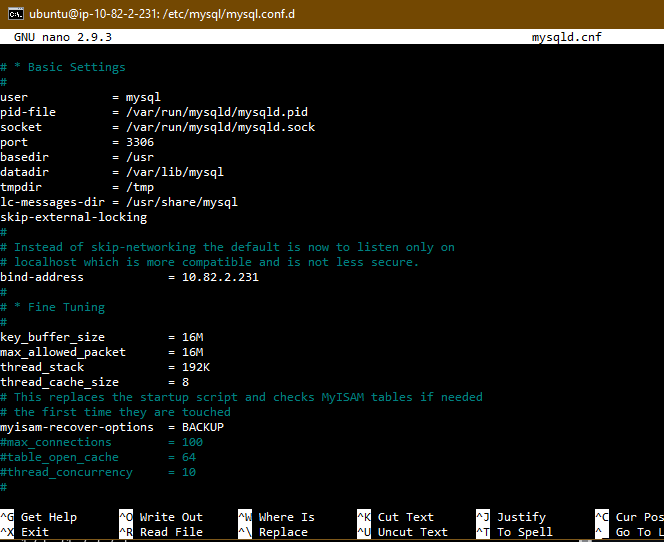 ubuntu@ip-10-82-2-231: /etc/mysql/mysql.conf.d
GNU nano 2.9.3 mysqld.cnf
# * Basic Settings
#
user = mysql
pid-file = /var/run/mysqld/mysqld.pid
socket = /var/run/mysqld/mysqld.sock
port = 3306
basedir = /usr
datadir = /var/lib/mysql
tmpdir = /tmp
lc-messages-dir = /usr/share/mysql
skip-external-locking
#
# Instead of skip-networking the default is now to listen only on
# localhost which is more compatible and is not less secure.
bind-address = 10.82.2.231
#
# * Fine Tuning
#
key_buffer_size = 16M
max_allowed_packet = 16M
thread_stack = 192K
thread_cache_size = 8
# This replaces the startup script and checks MyISAM tables if needed
# the first time they are touched
myisam-recover-options = BACKUP
#max_connections = 100
#table_open_cache = 64
#thread_concurrency = 10
#
^G Get Help ^O Write Out ^W Where Is ^K Cut Text ^J Justify ^C Cur Pos
^X Exit ^R Read File ^\ Replace ^U Uncut Text ^T To Spell ^_ Go To L